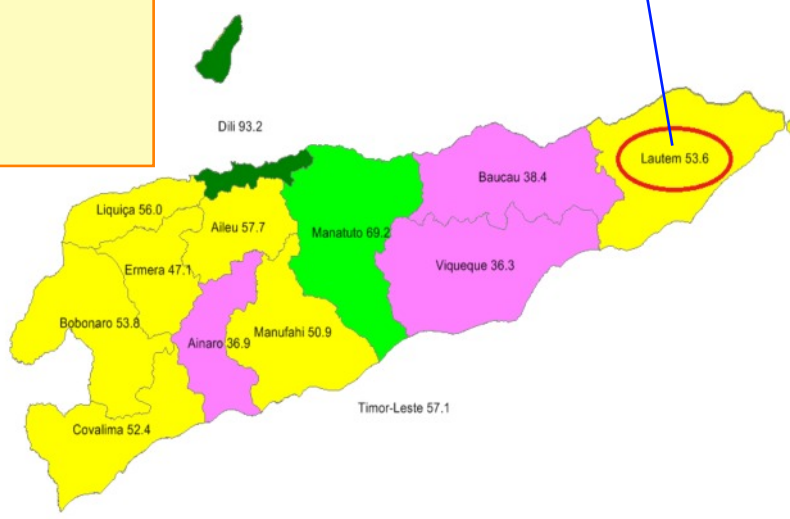 Dili 93.2
Lautem 53.6
Baucau 38.4
Liquiça 56.0
Aileu 57.7
Manatuto 69.2
Viqueque 36.3
Ermera 47.1
Bobonaro 53.8
Manufahi 50.9
Ainaro 36.9
Timor-Leste 57.1
Covalima 52.4